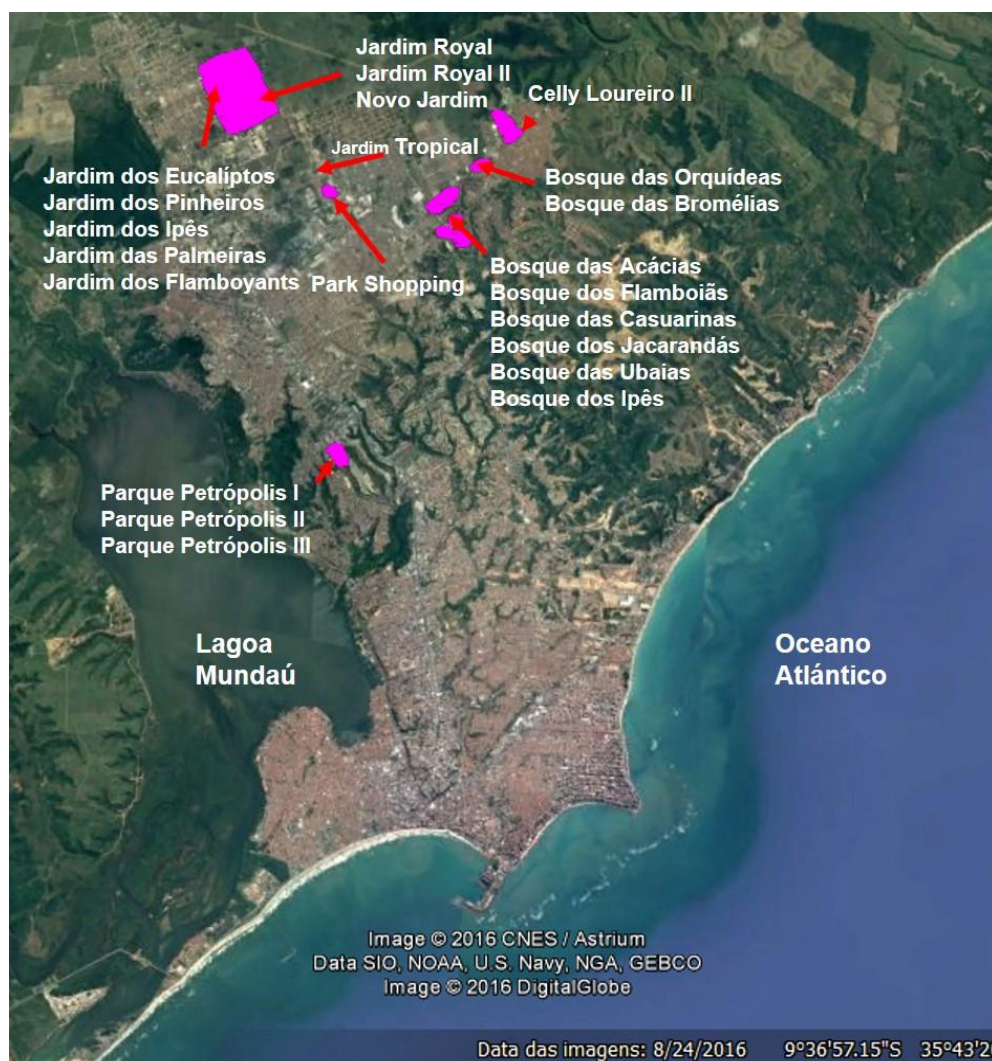 Jardim Royal
Jardim Royal II
Novo Jardim
Celly Loureiro II
Jardim Tropical
Jardim dos Eucalíptos
Jardim dos Pinheiros
Jardim dos Ipês
Jardim das Palmeiras
Jardim dos Flamboyants
Park Shopping
Bosque das Orquídeas
Bosque das Bromélias
Bosque das Acácias
Bosque dos Flamboiãs
Bosque das Casuarinas
Bosque dos Jacarandás
Bosque das Ubaias
Bosque dos Ipês
Parque Petrópolis I
Parque Petrópolis II
Parque Petrópolis III
Lagoa
Mundaú
Oceano
Atlántico
Image © 2016 CNES / Astrium
Data SIO, NOAA, U.S. Navy, NGA, GEBCO
Image © 2016 DigitalGlobe
Data das imagens: 8/24/2016 9°36'57.15"S 35°43'2